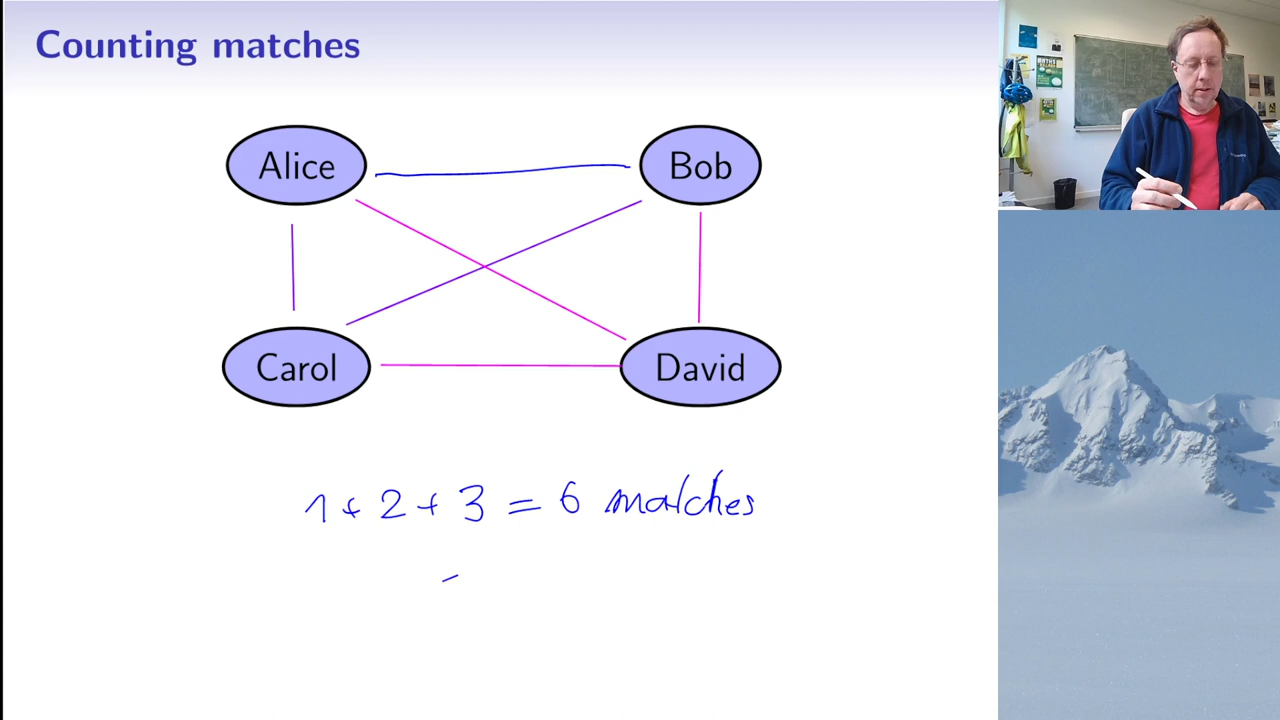 Counting matches
Alice
Bob
Carol
David
1 + 2 + 3 = 6 matches